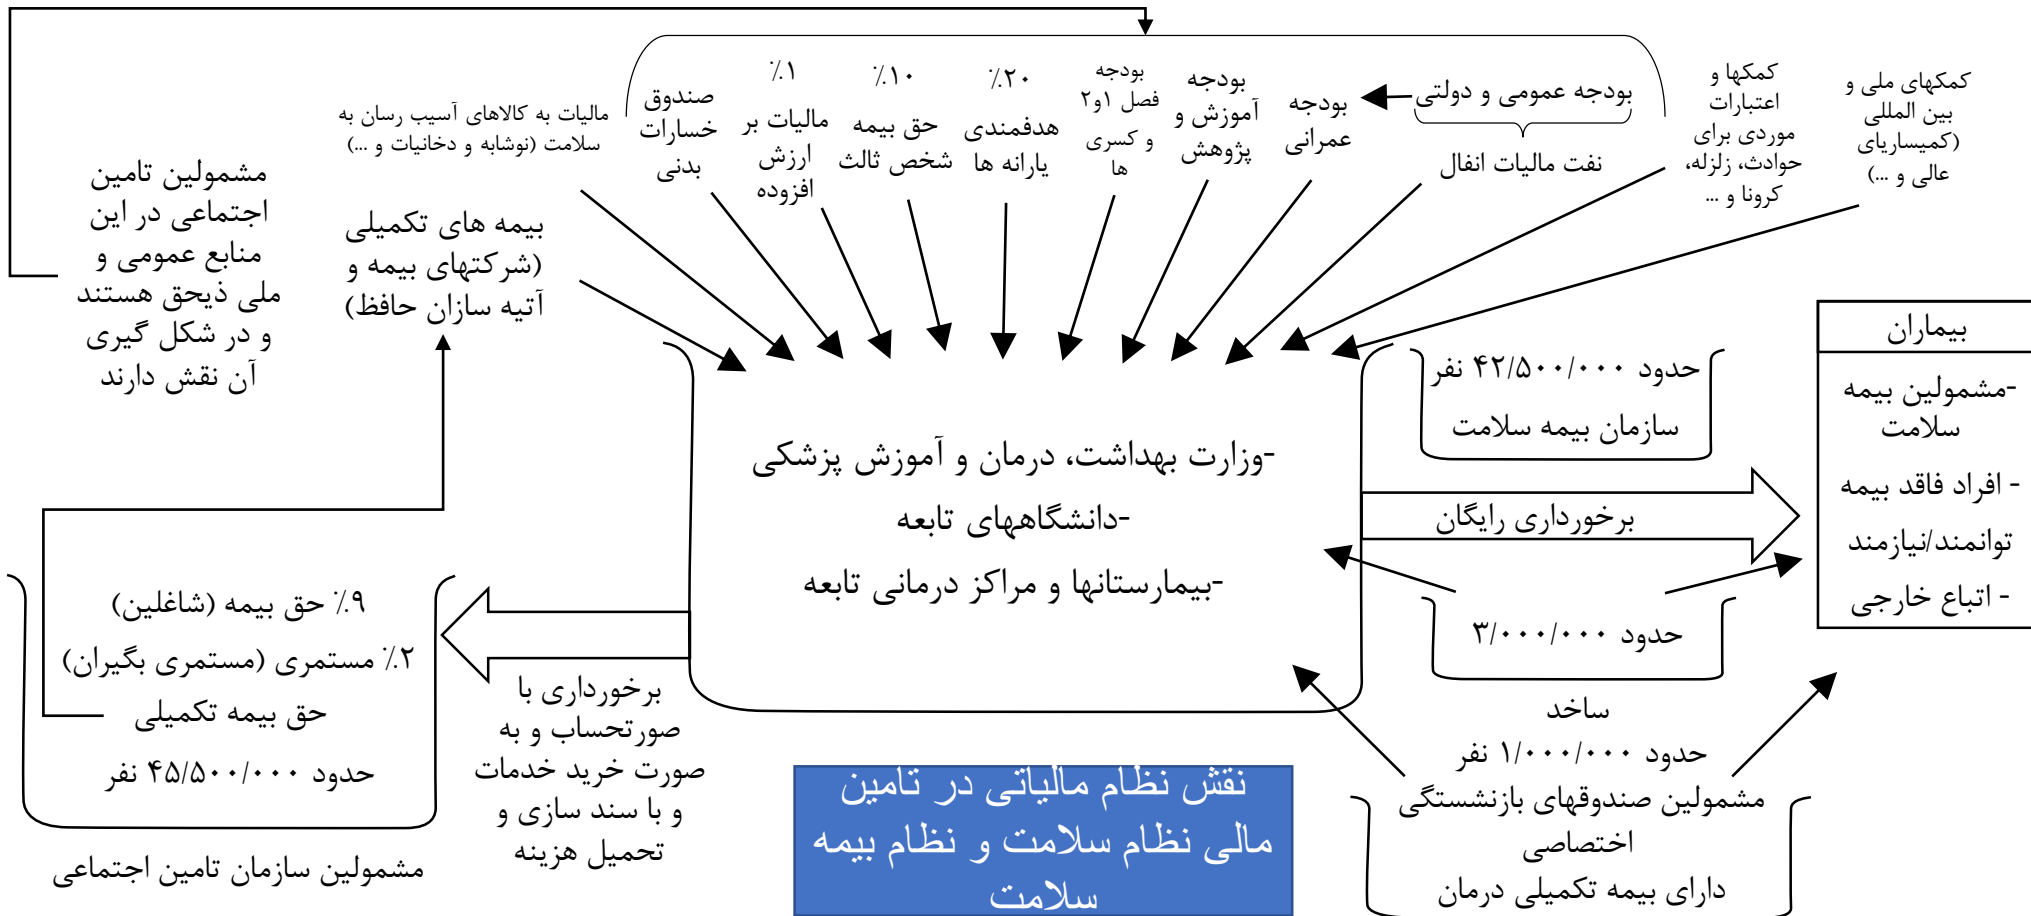 کمکهای ملی و
بین المللی
(کمیساریای
عالی و ...)
کمکها و
اعتبارات
موردی برای
حوادث، زلزله،
کرونا و ...
بودجه عمومی و دولتی
نفت مالیات انفال
بودجه
عمرانی
بودجه
آموزش و
پژوهش
بودجه
فصل ۱و۲
و کسری
ها
٪۲۰
هدفمندی
یارانه ها
٪۱۰
حق بیمه
شخص ثالث
٪۱
مالیات بر
ارزش
افزوده
صندوق
خسارات
بدنی
مالیات به کالاهای آسیب رسان به
سلامت (نوشابه و دخانیات و ...)
بیمه های تکمیلی
(شرکتهای بیمه و
آتیه سازان حافظ)
مشمولین تامین
اجتماعی در این
منابع عمومی و
ملی ذیحق هستند
و در شکل گیری
آن نقش دارند
بیماران
-مشمولین بیمه
سلامت
- افراد فاقد بیمه
توانمند/نیازمند
- اتباع خارجی
حدود ۴۲/۵۰۰/۰۰۰ نفر
سازمان بیمه سلامت
برخورداری رایگان
-وزارت بهداشت، درمان و آموزش پزشکی
-دانشگاههای تابعه
-بیمارستانها و مراکز درمانی تابعه
حدود ۳/۰۰۰/۰۰۰
ساخد
حدود ۱/۰۰۰/۰۰۰ نفر
مشمولین صندوقهای بازنشستگی
اختصاصی
دارای بیمه تکمیلی درمان
٪۹ حق بیمه (شاغلین)
٪۲ مستمری (مستمری بگیران)
حق بیمه تکمیلی
حدود ۴۵/۵۰۰/۰۰۰ نفر
مشمولین سازمان تامین اجتماعی
برخورداری با
صورتحساب و به
صورت خرید خدمات
و با سند سازی و
تحمیل هزینه
نقش نظام مالیاتی در تامین
مالی نظام سلامت و نظام بیمه
سلامت